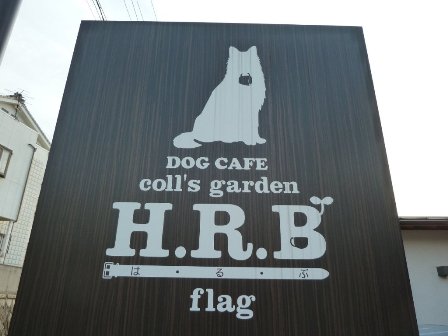 DOG CAFE
coll's garden
H.R.B
は・る・ぶ
flag